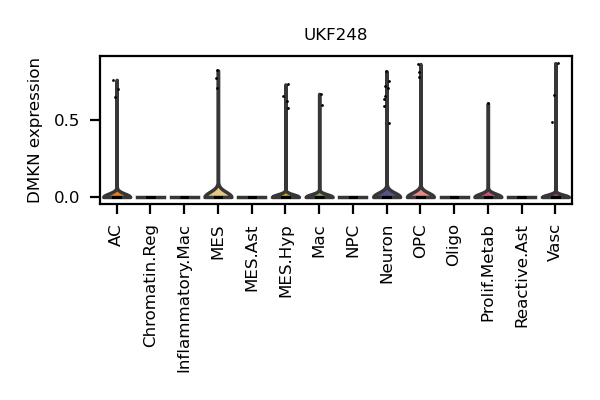 UKF248
DMKN expression
0.5
0.0
AC
Chromatin.Reg
Inflammatory.Mac
MES
MES.Ast
MES.Hyp
Mac
NPC
Neuron
OPC
Oligo
Prolif.Metab
Reactive.Ast
Vasc